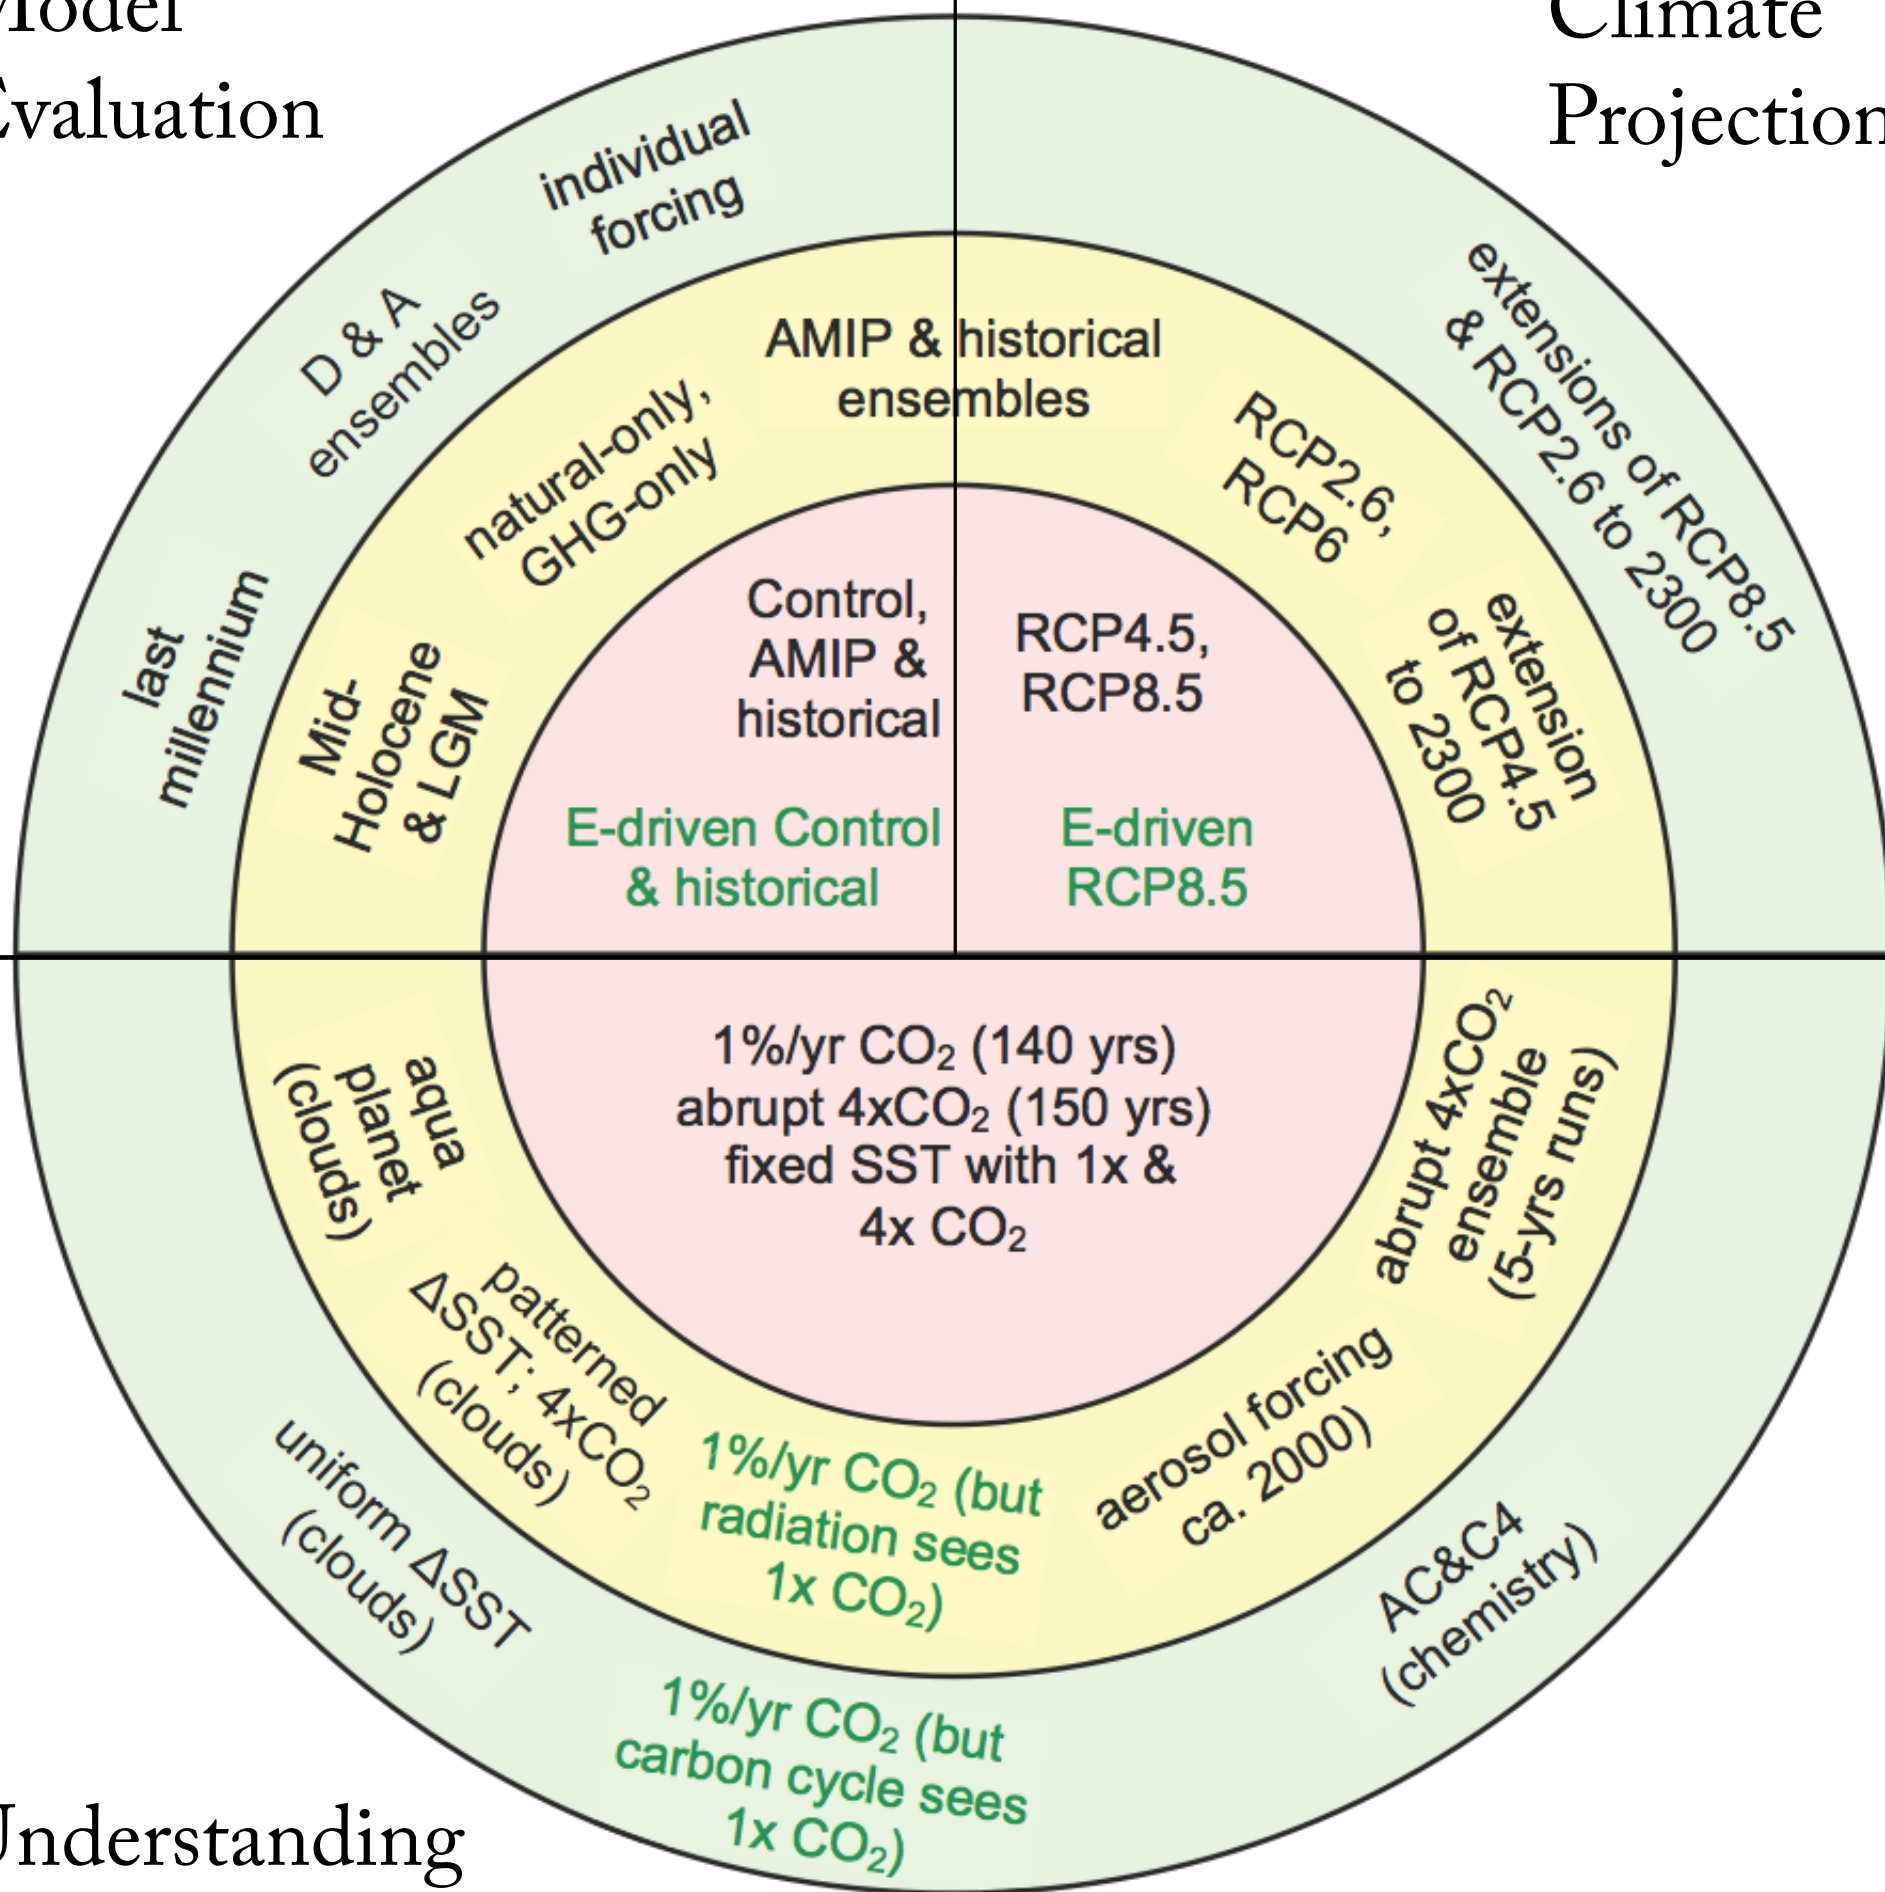 Model
Evaluation
Climate
Projection
individual
forcing
D & A
ensembles
last
millennium
extensions of RCP8.5
& RCP2.6 to 2300
AMIP & historical
ensembles
natural-only,
GHG-only
Mid-
Holocene
& LGM
RCP2.6,
RCP6
extension
of RCP4.5
to 2300
Control,
AMIP &
historical
E-driven Control
& historical
RCP4.5,
RCP8.5
E-driven
RCP8.5
1%/yr CO₂ (140 yrs)
abrupt 4xCO₂ (150 yrs)
fixed SST with 1x &
4x CO₂
aqua
planet
(clouds)
patterned
ΔSST; 4xCO₂
(clouds)
1%/yr CO₂ (but
radiation sees
1x CO₂)
aerosol forcing
ca. 2000)
abrupt 4xCO₂
ensemble
(5-yrs runs)
uniform ΔSST
(clouds)
1%/yr CO₂ (but
carbon cycle sees
1x CO₂)
AC&C4
(chemistry)
Understanding